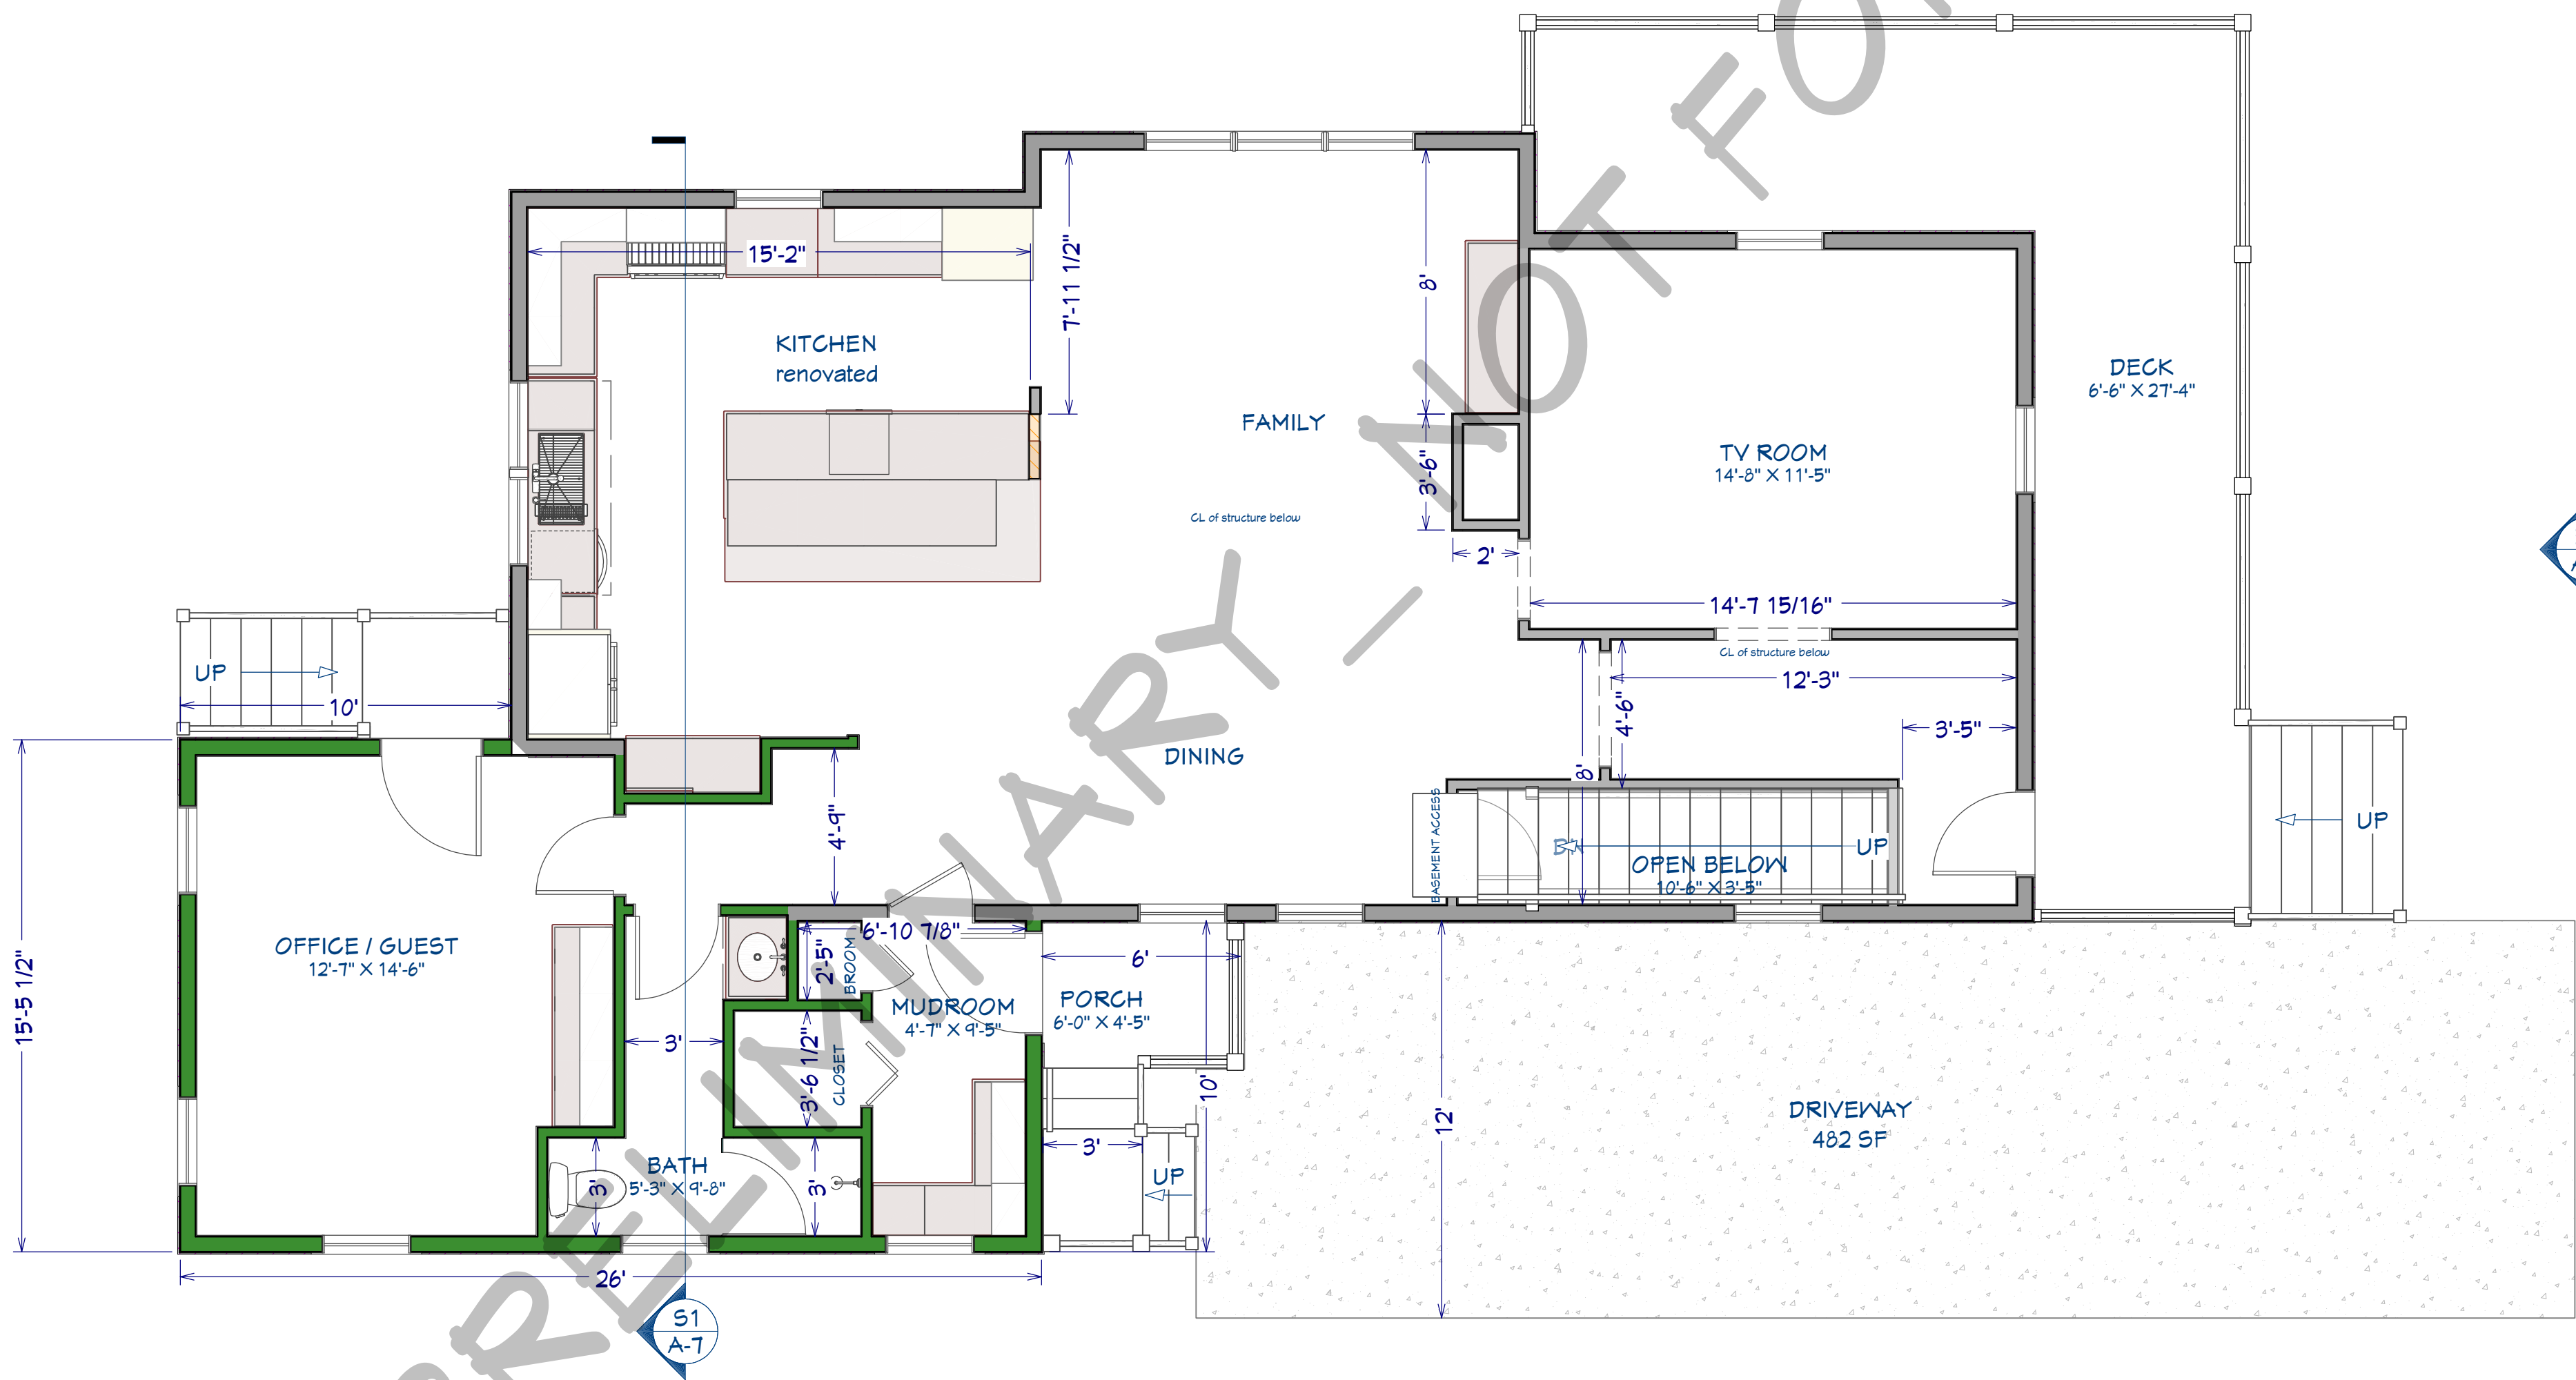 15'-2"
7'-11 1/2"
8'
KITCHEN
renovated
FAMILY
DECK
6'-6" X 27'-4"
TV ROOM
14'-8" X 11'-5"
3'-6"
CL of structure below
2'
14'-7 15/16"
CL of structure below
12'-3"
UP
10'
4'-6"
3'-5"
DINING
8'
4'-9"
BASEMENT ACCESS
UP
OPEN BELOW
10'-6" X 3'-5"
UP
OFFICE / GUEST
12'-7" X 14'-6"
6'-10 7/8"
2'-5"
BROOM
6'
MUDROOM
4'-7" X 9'-5"
PORCH
6'-0" X 4'-5"
15'-5 1/2"
3'
3'-6 1/2"
CLOSET
10'
12'
DRIVEWAY
482 SF
3'
BATH
5'-3" X 9'-8"
3'
3'
UP
26'
S1
A-7
PRELIMINARY - NOT FO